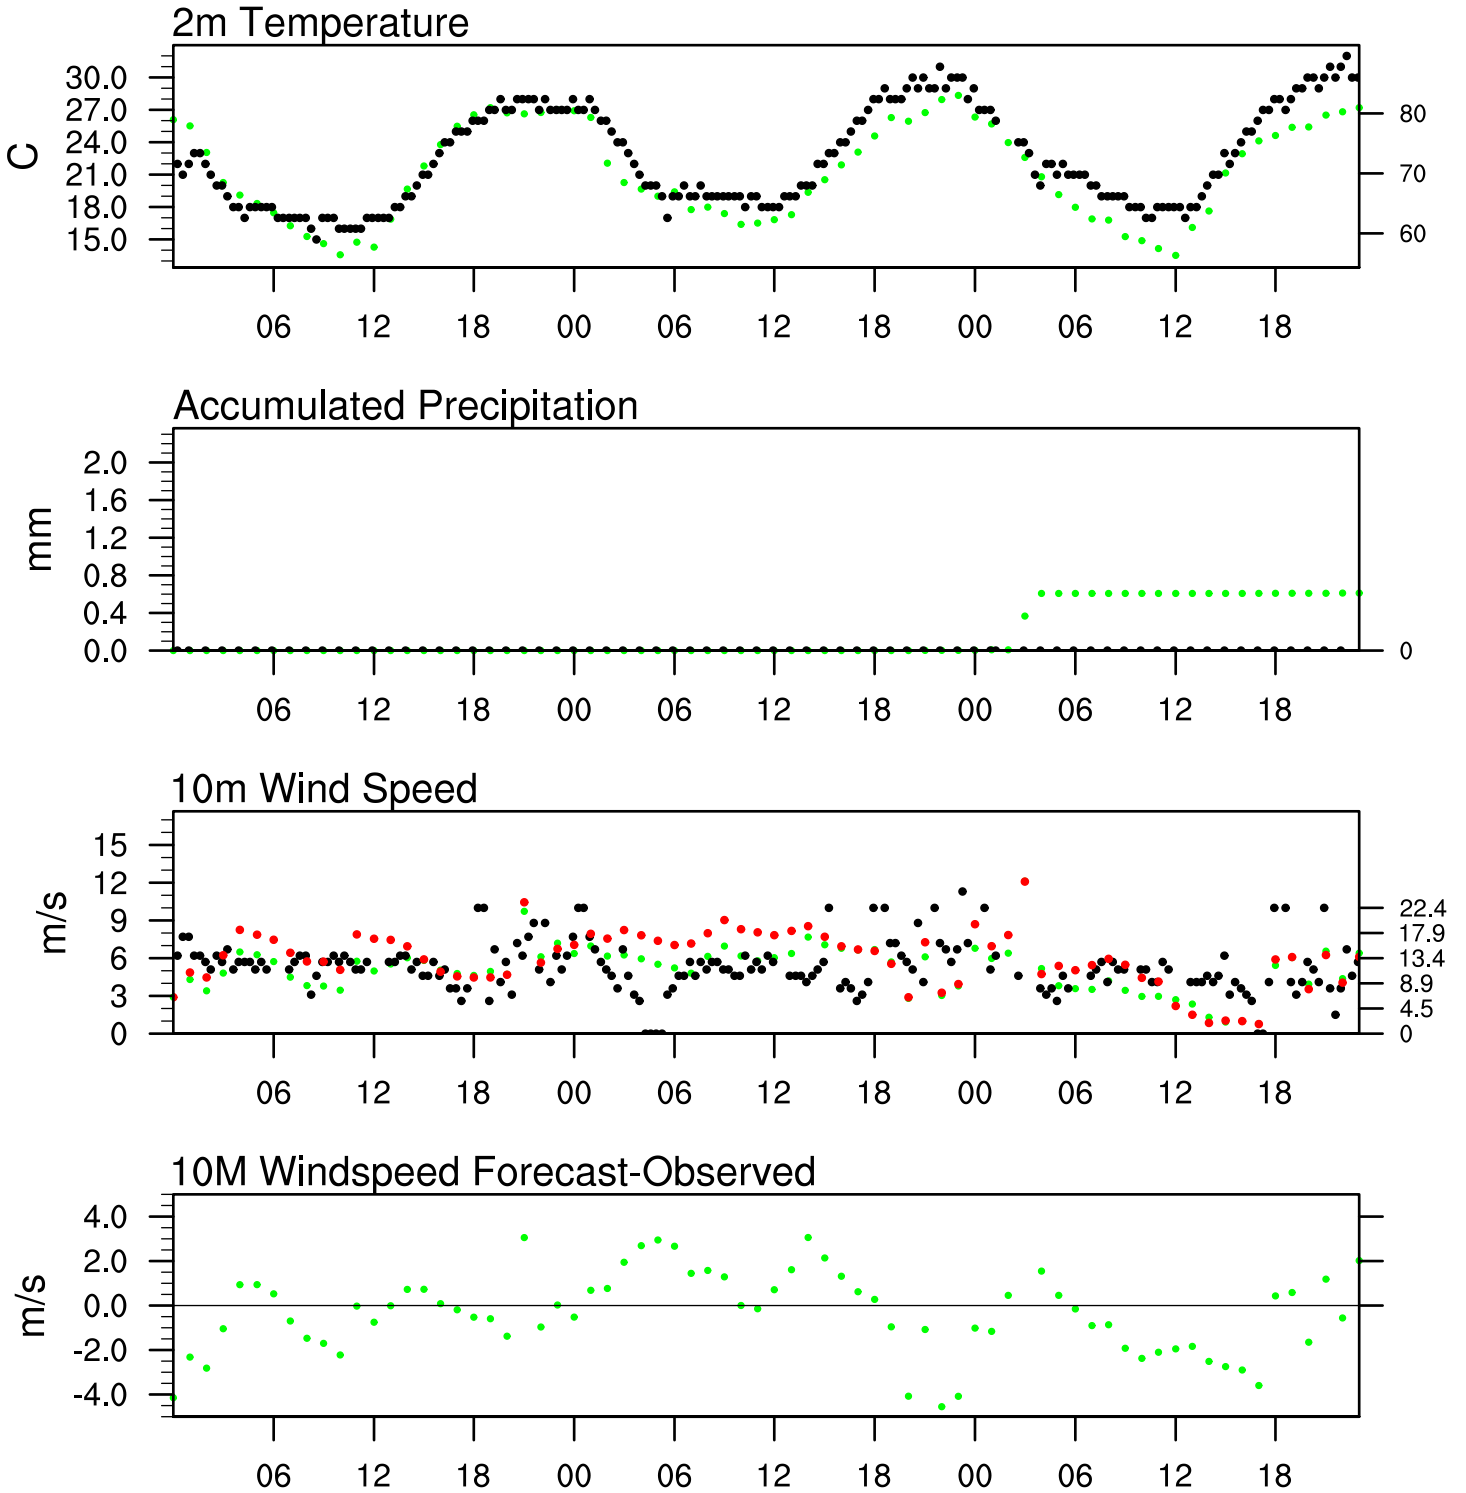 2m Temperature
C
30.0
27.0
24.0
21.0
18.0
15.0
80
70
60
06 12 18 00 06 12 18 00 06 12 18
Accumulated Precipitation
mm
2.0
1.6
1.2
0.8
0.4
0.0
0
06 12 18 00 06 12 18 00 06 12 18
10m Wind Speed
m/s
15
12
9
6
3
0
22.4
17.9
13.4
8.9
4.5
0
06 12 18 00 06 12 18 00 06 12 18
10M Windspeed Forecast-Observed
m/s
4.0
2.0
0.0
-2.0
-4.0
06 12 18 00 06 12 18 00 06 12 18